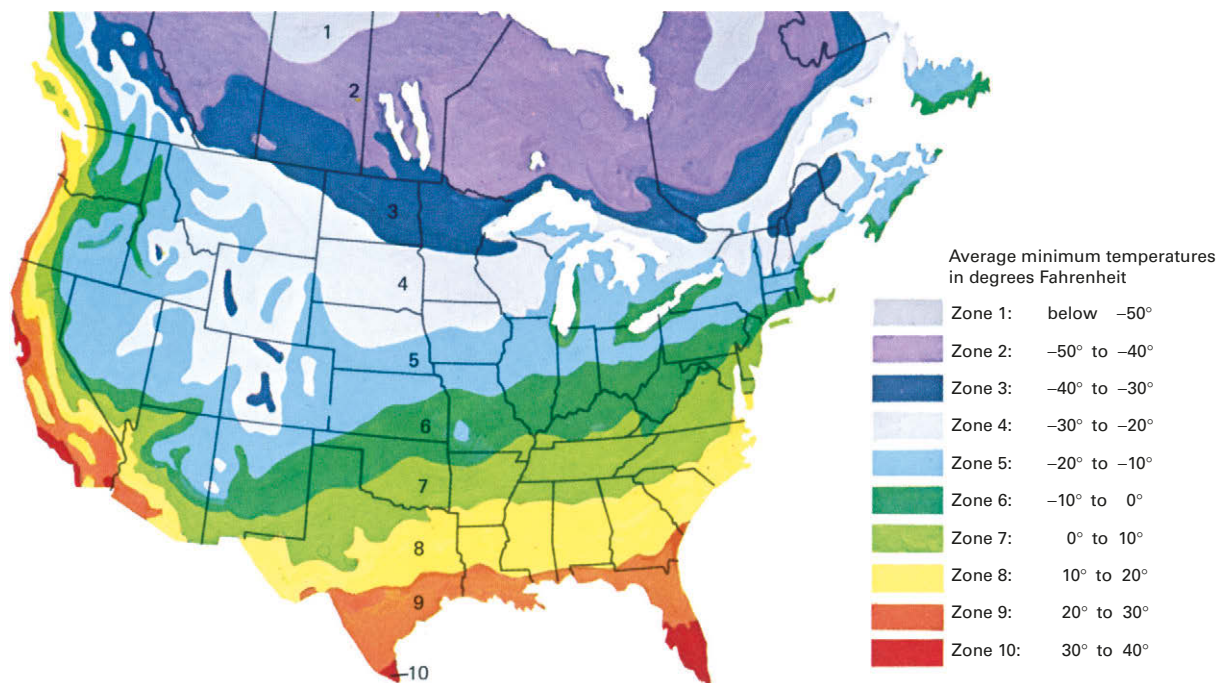 1
2
3
4
5
6
7
8
9
10
Average minimum temperatures
in degrees Fahrenheit
Zone 1: below –50°
Zone 2: –50° to –40°
Zone 3: –40° to –30°
Zone 4: –30° to –20°
Zone 5: –20° to –10°
Zone 6: –10° to 0°
Zone 7: 0° to 10°
Zone 8: 10° to 20°
Zone 9: 20° to 30°
Zone 10: 30° to 40°